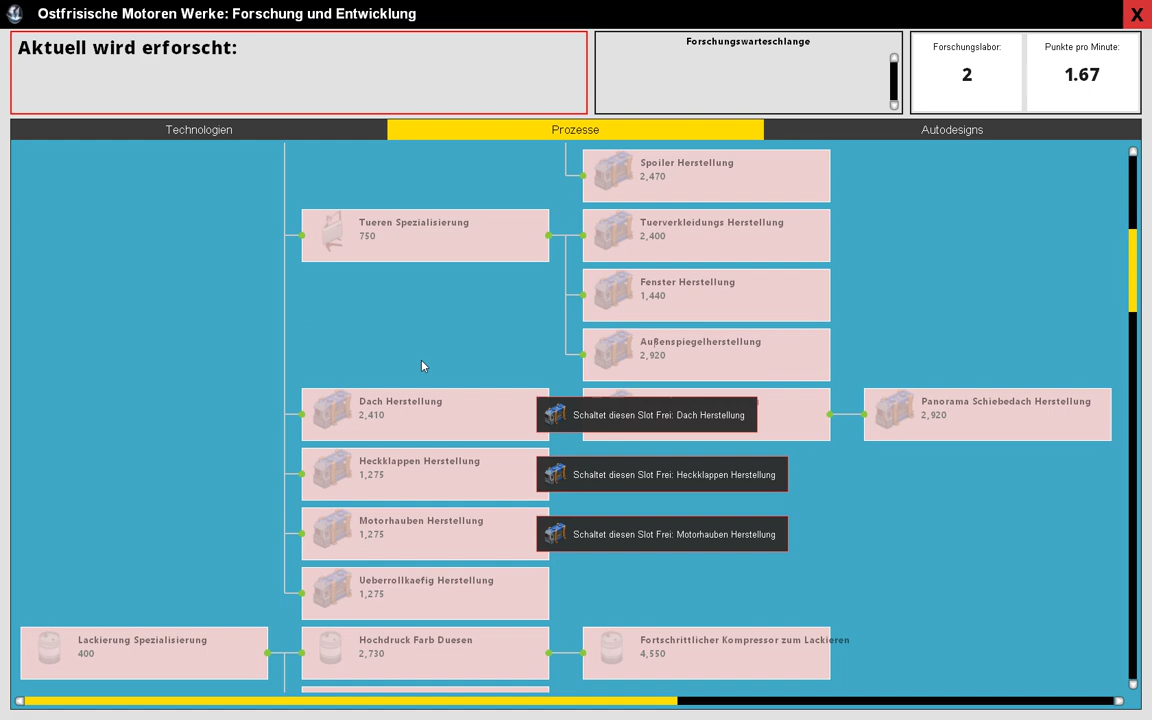 Ostfrisische Motoren Werke: Forschung und Entwicklung
X
Aktuell wird erforscht:
Forschungswarteschlange
Forschungslabor:
2
Punkte pro Minute:
1.67
Technologien
Prozesse
Autodesigns
Spoiler Herstellung
2,470
Tueren Spezialisierung
750
Tuerverkleidungs Herstellung
2,400
Fenster Herstellung
1,440
Außenspiegelherstellung
2,920
Dach Herstellung
2,410
Schaltet diesen Slot Frei: Dach Herstellung
Panorama Schiebedach Herstellung
2,920
Heckklappen Herstellung
1,275
Schaltet diesen Slot Frei: Heckklappen Herstellung
Motorhauben Herstellung
1,275
Schaltet diesen Slot Frei: Motorhauben Herstellung
Ueberrollkaefig Herstellung
1,275
Lackierung Spezialisierung
400
Hochdruck Farb Duesen
2,730
Fortschrittlicher Kompressor zum Lackieren
4,550